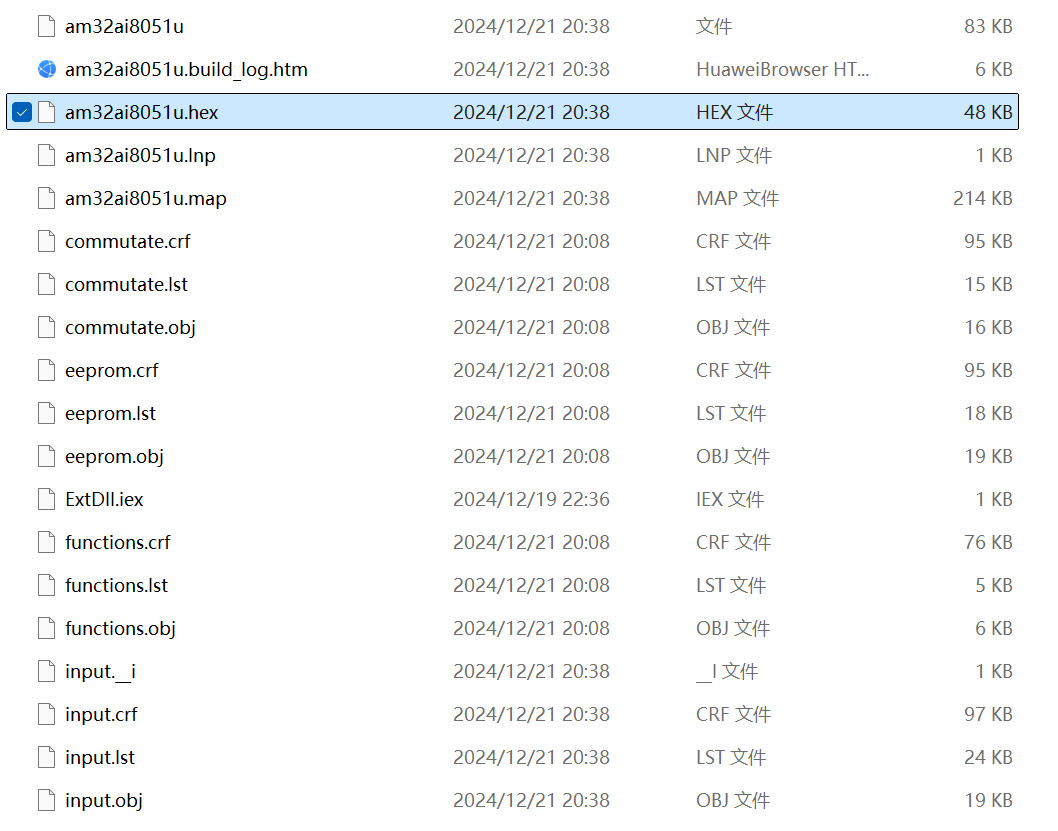 am32ai8051u 2024/12/21 20:38 文件 83 KB
am32ai8051u.build_log.htm 2024/12/21 20:38 HuaweiBrowser HT... 6 KB
am32ai8051u.hex 2024/12/21 20:38 HEX 文件 48 KB
am32ai8051u.lnp 2024/12/21 20:38 LNP 文件 1 KB
am32ai8051u.map 2024/12/21 20:38 MAP 文件 214 KB
commutate.crf 2024/12/21 20:08 CRF 文件 95 KB
commutate.lst 2024/12/21 20:08 LST 文件 15 KB
commutate.obj 2024/12/21 20:08 OBJ 文件 16 KB
eeprom.crf 2024/12/21 20:08 CRF 文件 95 KB
eeprom.lst 2024/12/21 20:08 LST 文件 18 KB
eeprom.obj 2024/12/21 20:08 OBJ 文件 19 KB
ExtDll.iex 2024/12/19 22:36 IEX 文件 1 KB
functions.crf 2024/12/21 20:08 CRF 文件 76 KB
functions.lst 2024/12/21 20:08 LST 文件 5 KB
functions.obj 2024/12/21 20:08 OBJ 文件 6 KB
input.__i 2024/12/21 20:38 __I 文件 1 KB
input.crf 2024/12/21 20:38 CRF 文件 97 KB
input.lst 2024/12/21 20:38 LST 文件 24 KB
input.obj 2024/12/21 20:38 OBJ 文件 19 KB